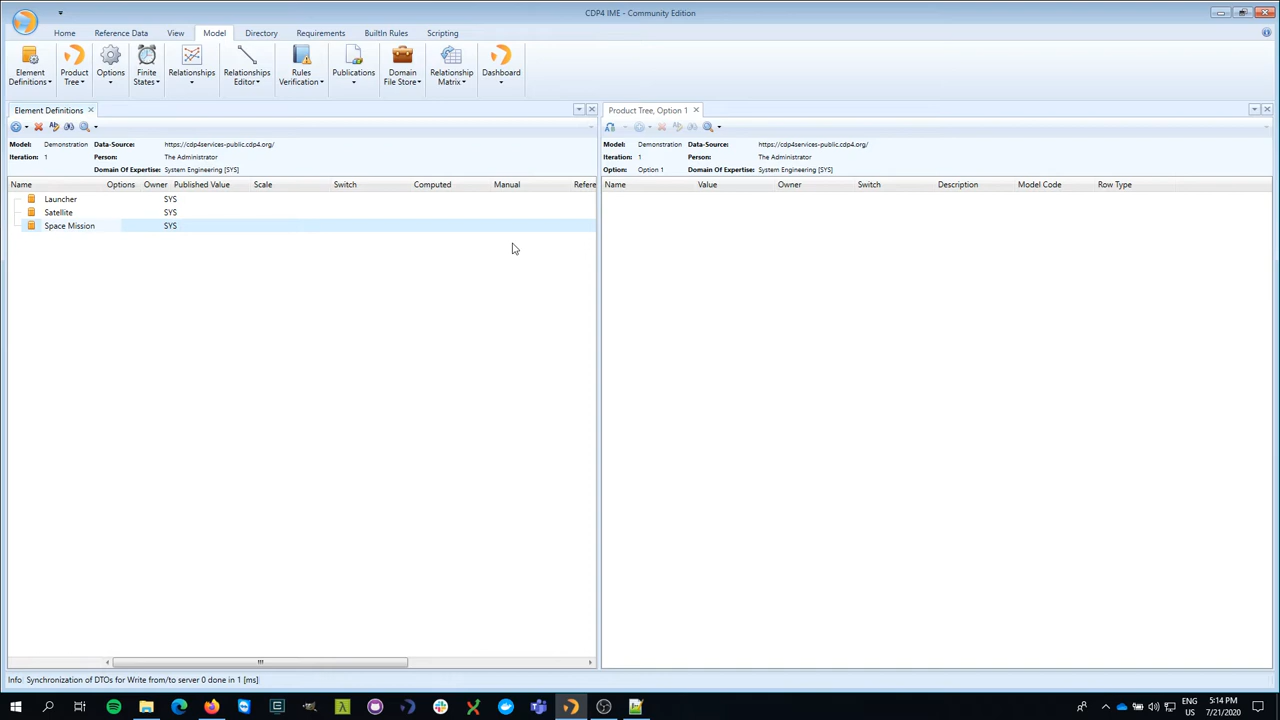 CDP4 IME - Community Edition
Home Reference Data View Model Directory Requirements BuiltIn Rules Scripting
Element Definitions Product Tree Options Finite States Relationships Relationships Editor Rules Verification Publications Domain File Store Relationship Matrix Dashboard
Element Definitions
Model: Demonstration Data-Source: https://cdp4services-public.cdp4.org/
Iteration: 1 Person: The Administrator
Domain Of Expertise: System Engineering [SYS]
Name Options Owner Published Value Scale Switch Computed Manual Refere
Launcher SYS
Satellite SYS
Space Mission SYS
Product Tree, Option 1
Model: Demonstration Data-Source: https://cdp4services-public.cdp4.org/
Iteration: 1 Person: The Administrator
Option: Option 1 Domain Of Expertise: System Engineering [SYS]
Name Value Owner Switch Description Model Code Row Type
Info: Synchronization of DTOs for Write from/to server 0 done in 1 [ms]
ENG 5:14 PM
US 7/21/2020